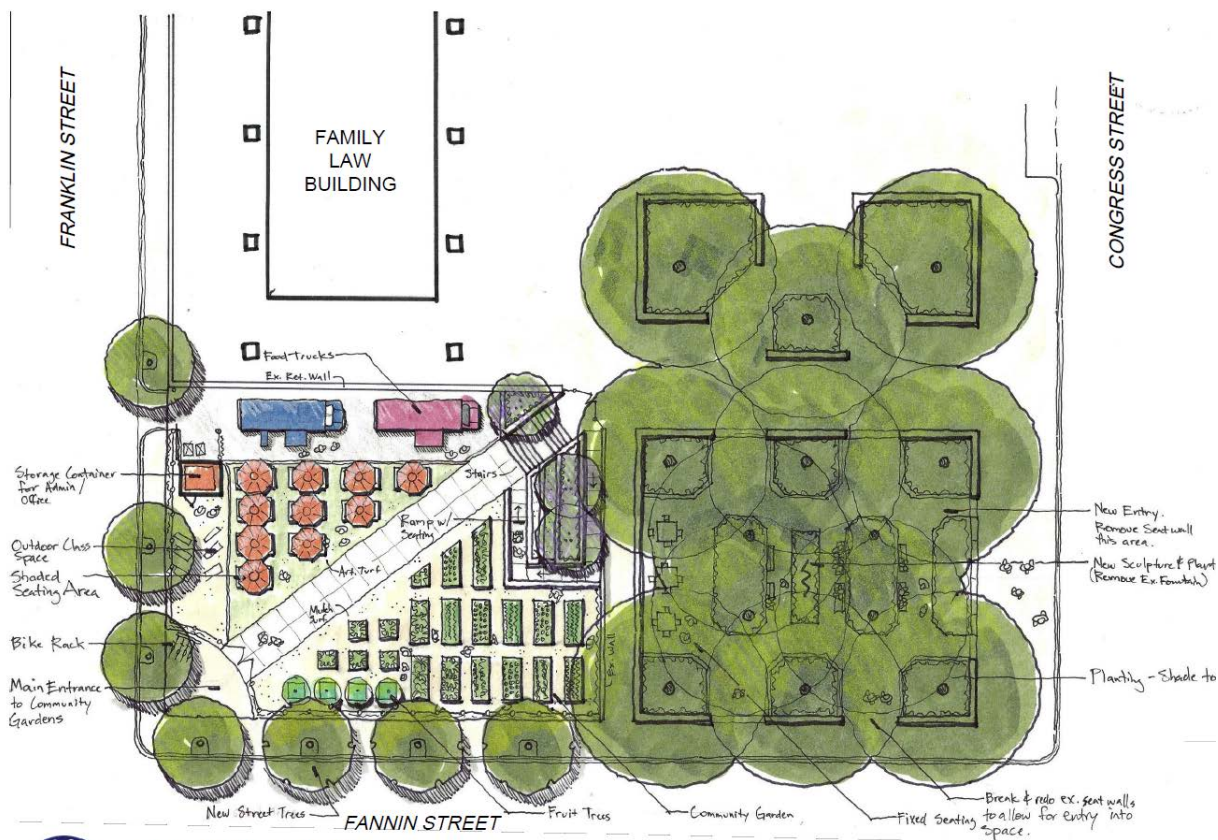 FRANKLIN STREET
FAMILY
LAW
BUILDING
CONGRESS STREET
Food Trucks
Ex. Ret. Wall
Storage Container
for Admin/
Office
Stairs
Ramp w/
Seating
Outdoor Class
Space
Shaded
Seating Area
Art. Turf
Mulch
Surf
Bike Rack
Main Entrance
to Community
Gardens
Ex. Wall
New Entry.
Remove Seatwall
this area.
New Sculpture & Plant
(Remove Ex. Fountain)
Planting - Shade to
New Street Trees
FANNIN STREET
Fruit Trees
Community Garden
Fixed Seating
Break & redo ex. seat walls
to allow for entry into
Space.